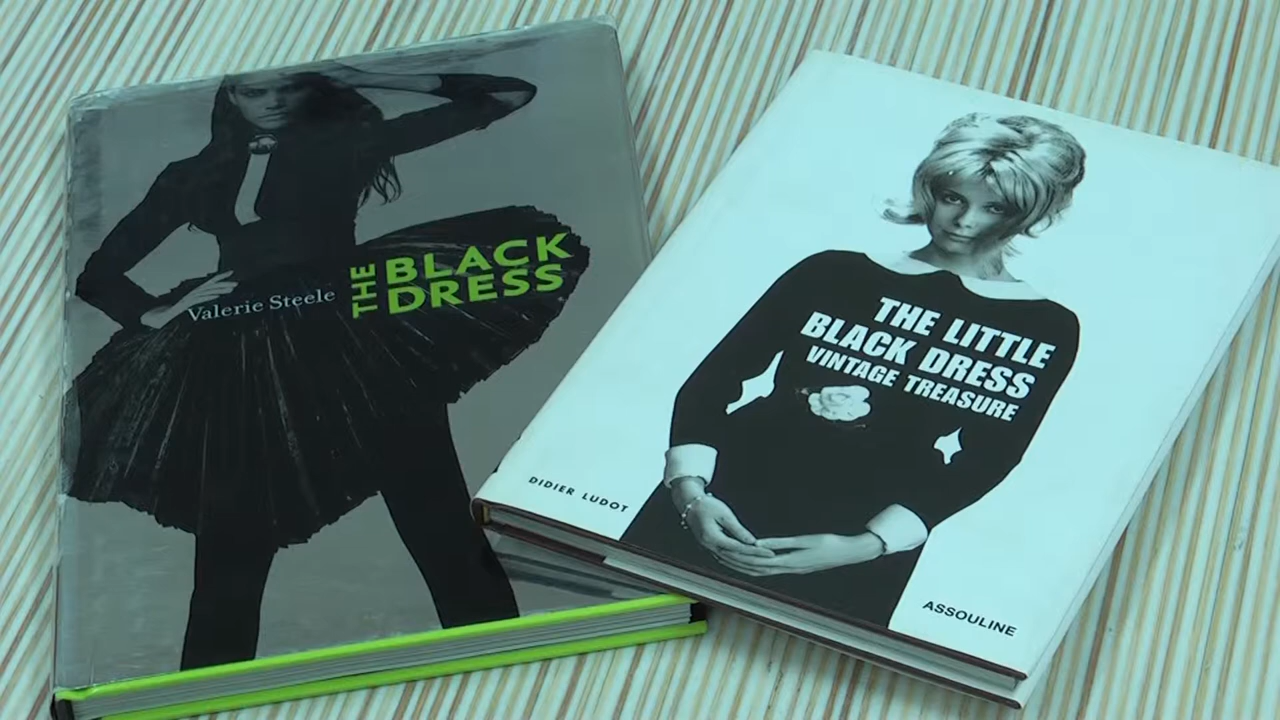 Valerie Steele
THE
BLACK
DRESS
THE LITTLE
BLACK DRESS
VINTAGE TREASURE
DIDIER LUDOT
ASSOULINE